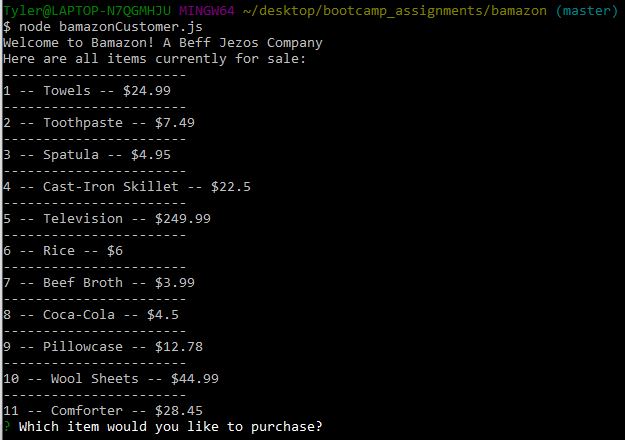 Tyler@LAPTOP-N7QGMHJU MINGW64 ~/desktop/bootcamp_assignments/bamazon (master)
$ node bamazonCustomer.js
Welcome to Bamazon! A Beff Jezos Company
Here are all items currently for sale:
-----------------------
1 -- Towels -- $24.99
-----------------------
2 -- Toothpaste -- $7.49
-----------------------
3 -- Spatula -- $4.95
-----------------------
4 -- Cast-Iron Skillet -- $22.5
-----------------------
5 -- Television -- $249.99
-----------------------
6 -- Rice -- $6
-----------------------
7 -- Beef Broth -- $3.99
-----------------------
8 -- Coca-Cola -- $4.5
-----------------------
9 -- Pillowcase -- $12.78
-----------------------
10 -- Wool Sheets -- $44.99
-----------------------
11 -- Comforter -- $28.45
? Which item would you like to purchase?